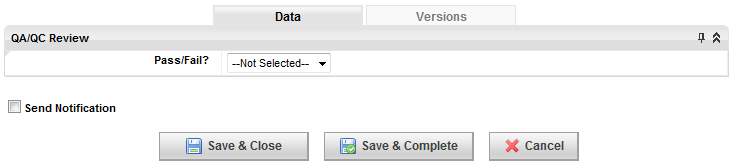 Data Versions
QA/QC Review
Pass/Fail? --Not Selected--
Send Notification
Save & Close Save & Complete Cancel